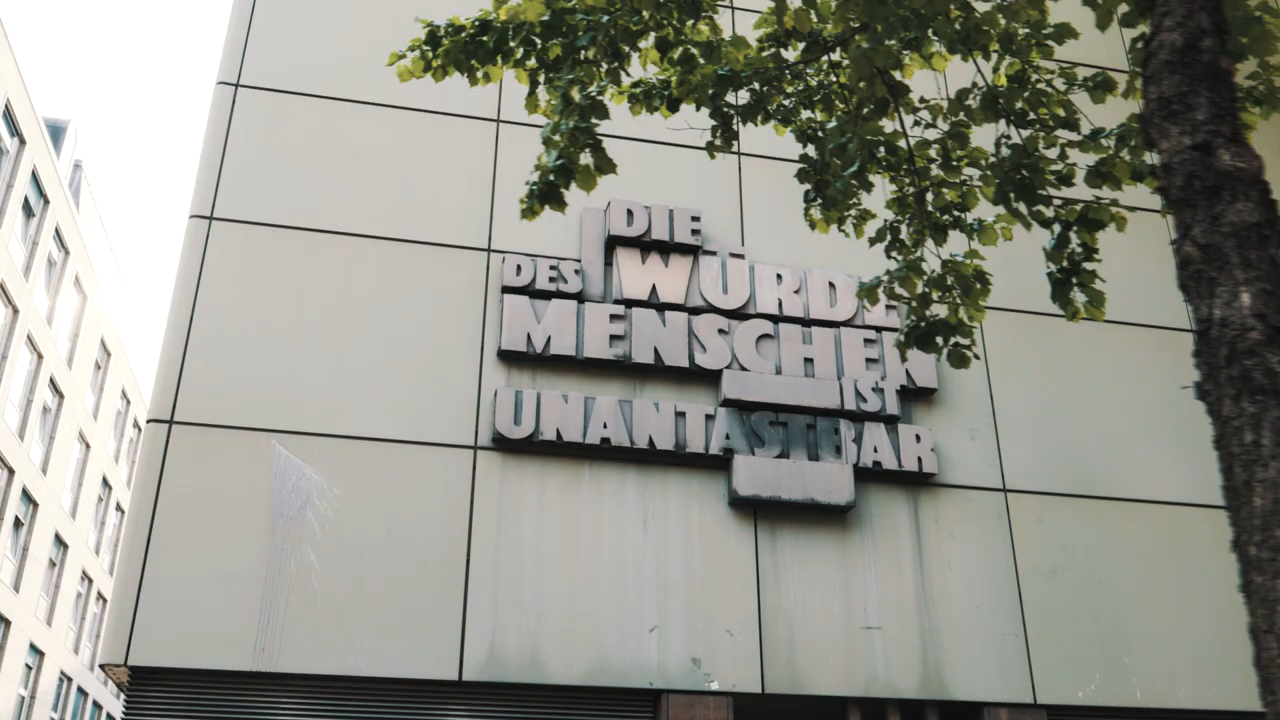 DIE
WÜRDE
DES
MENSCHEN
IST
UNANTASTBAR